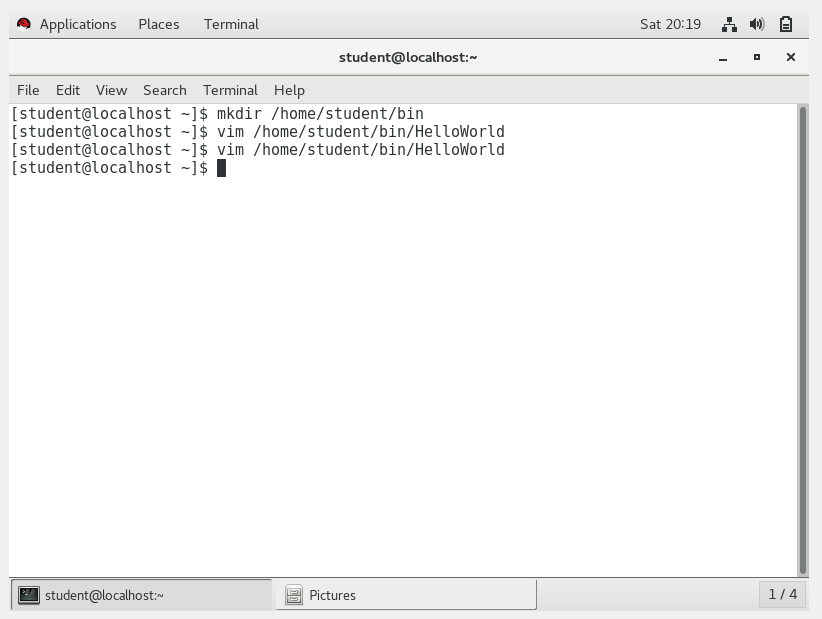 Applications Places Terminal Sat 20:19
student@localhost:~
File Edit View Search Terminal Help
[student@localhost ~]$ mkdir /home/student/bin
[student@localhost ~]$ vim /home/student/bin/HelloWorld
[student@localhost ~]$ vim /home/student/bin/HelloWorld
[student@localhost ~]$
student@localhost:~ Pictures 1 / 4